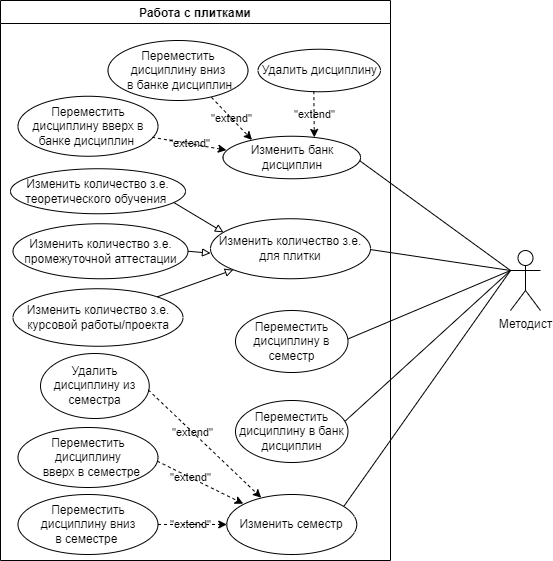 Работа с плитками
Переместить
дисциплину вниз
в банке дисциплин
Удалить дисциплину
Переместить
дисциплину вверх в
банке дисциплин
"extend"
"extend"
"extend"
Изменить банк
дисциплин
Изменить количество з.е.
теоретического обучения
Изменить количество з.е.
промежуточной аттестации
Изменить количество з.е.
для плитки
Изменить количество з.е.
курсовой работы/проекта
Методист
Переместить
дисциплину в
семестр
Удалить
дисциплину из
семестра
Переместить
дисциплину в банк
дисциплин
"extend"
Переместить
дисциплину
вверх в семестре
"extend"
Переместить
дисциплину вниз
в семестре
"extend"
Изменить семестр